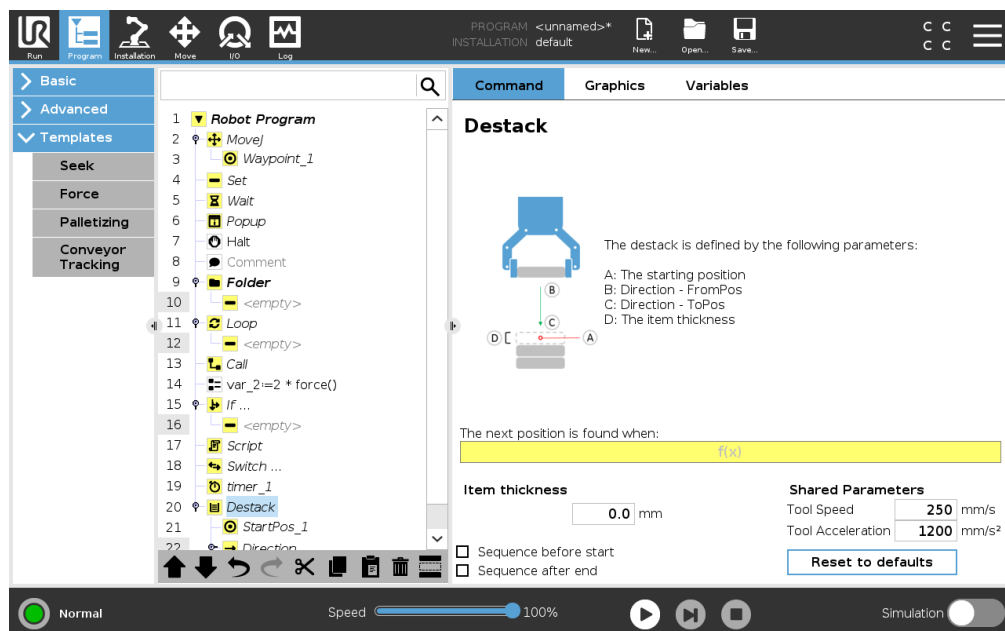 PROGRAM <unnamed>*
INSTALLATION default
Run
Program
Installation
Move
I/O
Log
New...
Open...
Save...
C C
C C
Basic
Advanced
Templates
Seek
Force
Palletizing
Conveyor
Tracking
1 Robot Program
2 MoveJ
3 Waypoint_1
4 Set
5 Wait
6 Popup
7 Halt
8 Comment
9 Folder
10 <empty>
11 Loop
12 <empty>
13 Call
14 var_2:=2 * force()
15 If ...
16 <empty>
17 Script
18 Switch ...
19 timer_1
20 Destack
21 StartPos_1
22 Direction
Command
Graphics
Variables
Destack
The destack is defined by the following parameters:
A: The starting position
B: Direction - FromPos
C: Direction - ToPos
D: The item thickness
B
C
D
A
The next position is found when:
f(x)
Item thickness
0.0 mm
Sequence before start
Sequence after end
Shared Parameters
Tool Speed 250 mm/s
Tool Acceleration 1200 mm/s²
Reset to defaults
Normal
Speed
100%
Simulation